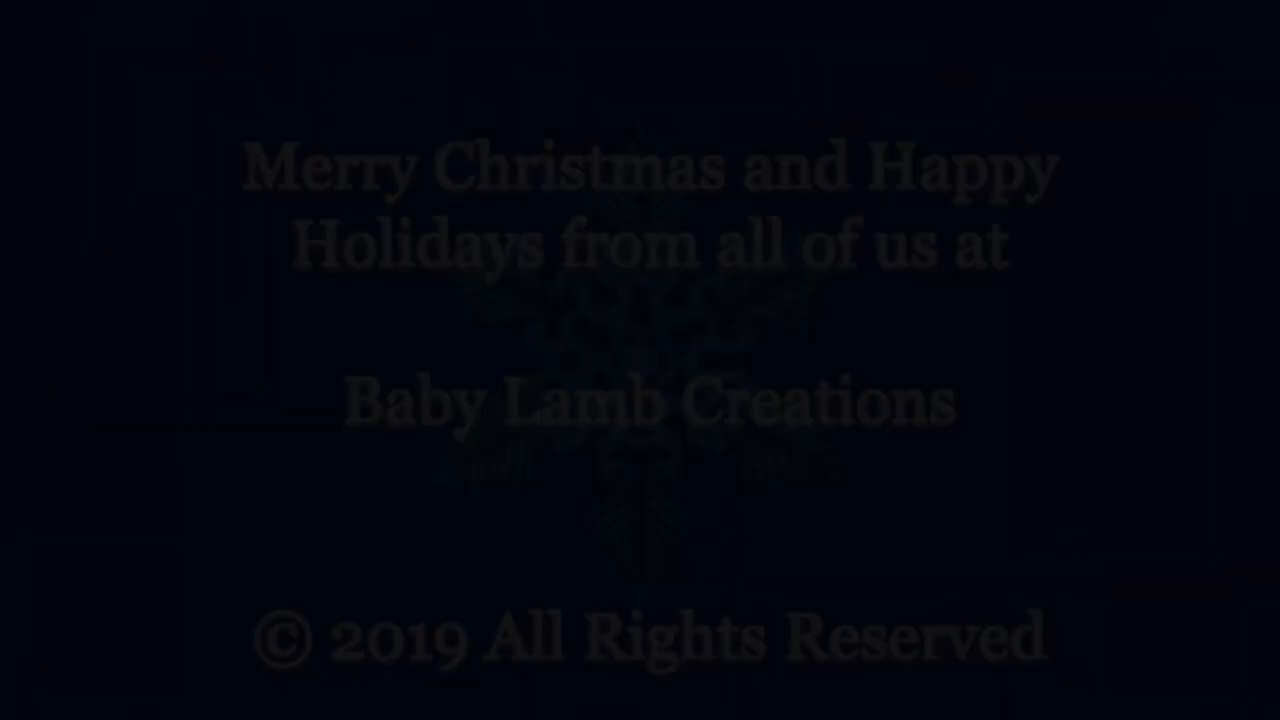 Merry Christmas and Happy
Holidays from all of us at
Baby Lamb Creations
© 2019 All Rights Reserved